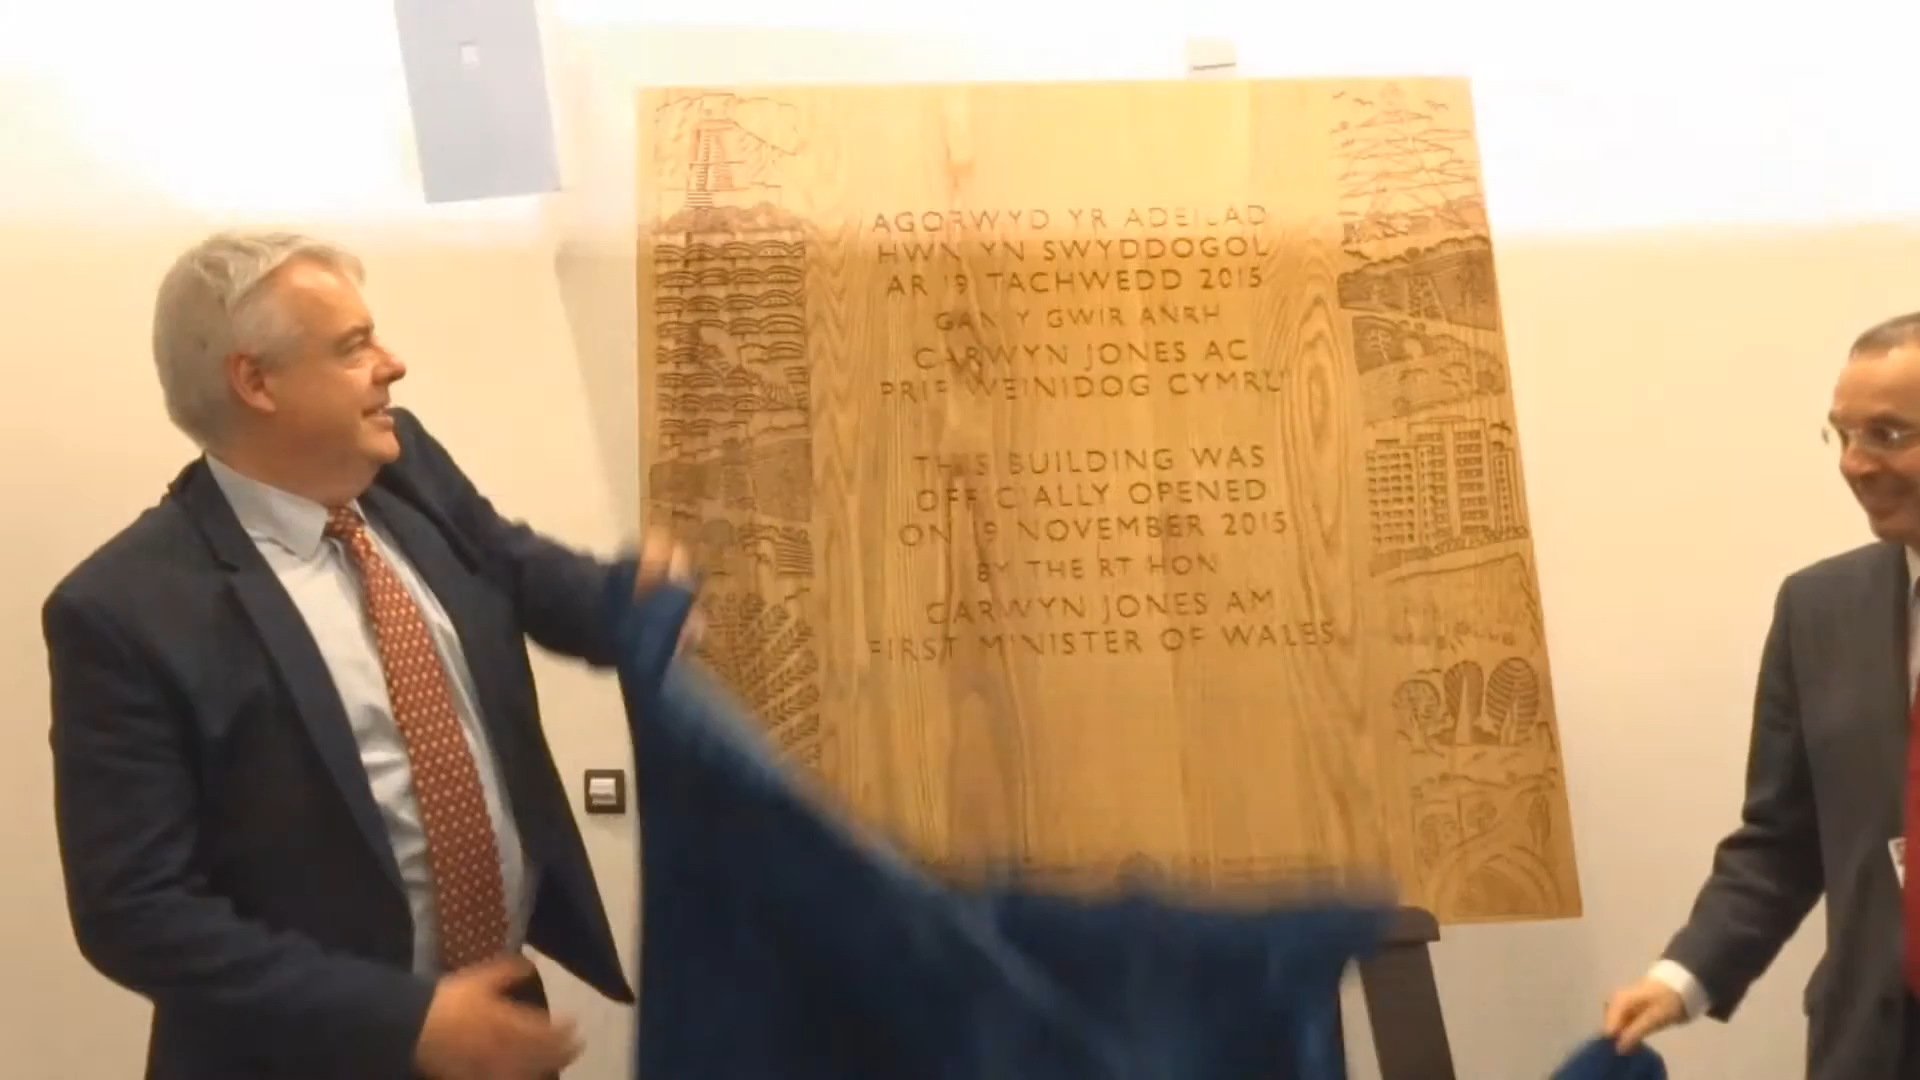 AGORWYD YR ADEILAD
HWN YN SWYDDOGOL
AR 19 TACHWEDD 2015
GAN Y GWIR ANRH
CARWYN JONES AC
PRIF WEINIDOG CYMRU
THIS BUILDING WAS
OFFICIALLY OPENED
ON 19 NOVEMBER 2015
BY THE RT HON
CARWYN JONES AM
FIRST MINISTER OF WALES